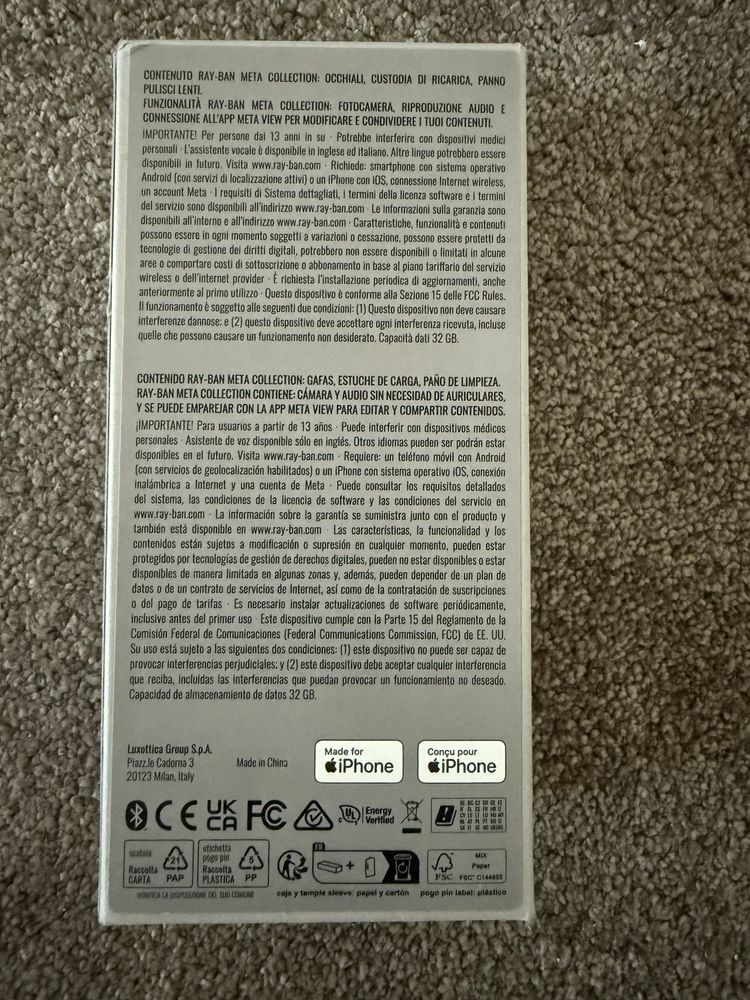 CONTENUTO RAY-BAN META COLLECTION: OCCHIALI, CUSTODIA DI RICARICA, PANNO
PULISCI LENTI.
FUNZIONALITÀ RAY-BAN META COLLECTION: FOTOCAMERA, RIPRODUZIONE AUDIO E
CONNESSIONE ALL'APP META VIEW PER MODIFICARE E CONDIVIDERE I TUOI CONTENUTI.
IMPORTANTE! Per persone dai 13 anni in su · Potrebbe interferire con dispositivi medici
personali · L'assistente vocale è disponibile in inglese ed italiano. Altre lingue potrebbero essere
disponibili in futuro. Visita www.ray-ban.com · Richiede: smartphone con sistema operativo
Android (con servizi di localizzazione attivi) o un iPhone con iOS, connessione Internet wireless,
un account Meta · I requisiti di Sistema dettagliati, i termini della licenza software e i termini
del servizio sono disponibili all'indirizzo www.ray-ban.com · Le informazioni sulla garanzia sono
disponibili all'interno e all'indirizzo www.ray-ban.com · Caratteristiche, funzionalità e contenuti
possono essere in ogni momento soggetti a variazioni o cessazione, possono essere protetti da
tecnologie di gestione dei diritti digitali, potrebbero non essere disponibili o limitati in alcune
aree o comportare costi di sottoscrizione o abbonamento in base al piano tariffario del servizio
wireless o dell'internet provider · È richiesta l'installazione periodica di aggiornamenti, anche
anteriormente al primo utilizzo · Questo dispositivo è conforme alla Sezione 15 delle FCC Rules.
Il funzionamento è soggetto alle seguenti due condizioni: (1) Questo dispositivo non deve causare
interferenze dannose; e (2) questo dispositivo deve accettare ogni interferenza ricevuta, incluse
quelle che possono causare un funzionamento non desiderato. Capacità dati 32 GB.
CONTENIDO RAY-BAN META COLLECTION: GAFAS, ESTUCHE DE CARGA, PAÑO DE LIMPIEZA.
RAY-BAN META COLLECTION CONTIENE: CÁMARA Y AUDIO SIN NECESIDAD DE AURICULARES,
Y SE PUEDE EMPAREJAR CON LA APP META VIEW PARA EDITAR Y COMPARTIR CONTENIDOS.
¡IMPORTANTE! Para usuarios a partir de 13 años · Puede interferir con dispositivos médicos
personales · Asistente de voz disponible sólo en inglés. Otros idiomas pueden ser podrán estar
disponibles en el futuro. Visita www.ray-ban.com · Requiere: un teléfono móvil con Android
(con servicios de geolocalización habilitados) o un iPhone con sistema operativo iOS, conexión
inalámbrica a Internet y una cuenta de Meta · Puede consultar los requisitos detallados
del sistema, las condiciones de la licencia de software y las condiciones del servicio en
www.ray-ban.com · La información sobre la garantía se suministra junto con el producto y
también está disponible en www.ray-ban.com · Las características, la funcionalidad y los
contenidos están sujetos a modificación o supresión en cualquier momento, pueden estar
protegidos por tecnologías de gestión de derechos digitales, pueden no estar disponibles o estar
disponibles de manera limitada en algunas zonas y, además, pueden depender de un plan de
datos o de un contrato de servicios de Internet, así como de la contratación de suscripciones
o del pago de tarifas · Es necesario instalar actualizaciones de software periódicamente,
inclusive antes del primer uso · Este dispositivo cumple con la Parte 15 del Reglamento de la
Comisión Federal de Comunicaciones (Federal Communications Commission, FCC) de EE. UU.
Su uso está sujeto a las siguientes dos condiciones: (1) este dispositivo no puede ser capaz de
provocar interferencias perjudiciales; y (2) este dispositivo debe aceptar cualquier interferencia
que reciba, incluidas las interferencias que puedan provocar un funcionamiento no deseado.
Capacidad de almacenamiento de datos 32 GB.
Luxottica Group S.p.A.
Piazz.le Cadorna 3
20123 Milan, Italy
Made in China
Made for
iPhone
Conçu pour
iPhone
CE UK CA FC UL Energy Verified
scatola
Raccolta
CARTA
21
PAP
etichetta
pogo pin
Raccolta
PLASTICA
5
PP
FR
+
FSC
MIX
Paper
FSC® C144853
VERIFICA LA DISPOSIZIONE DEL TUO COMUNE
caja y temple sleeve: papel y cartón
pogo pin label: plástico